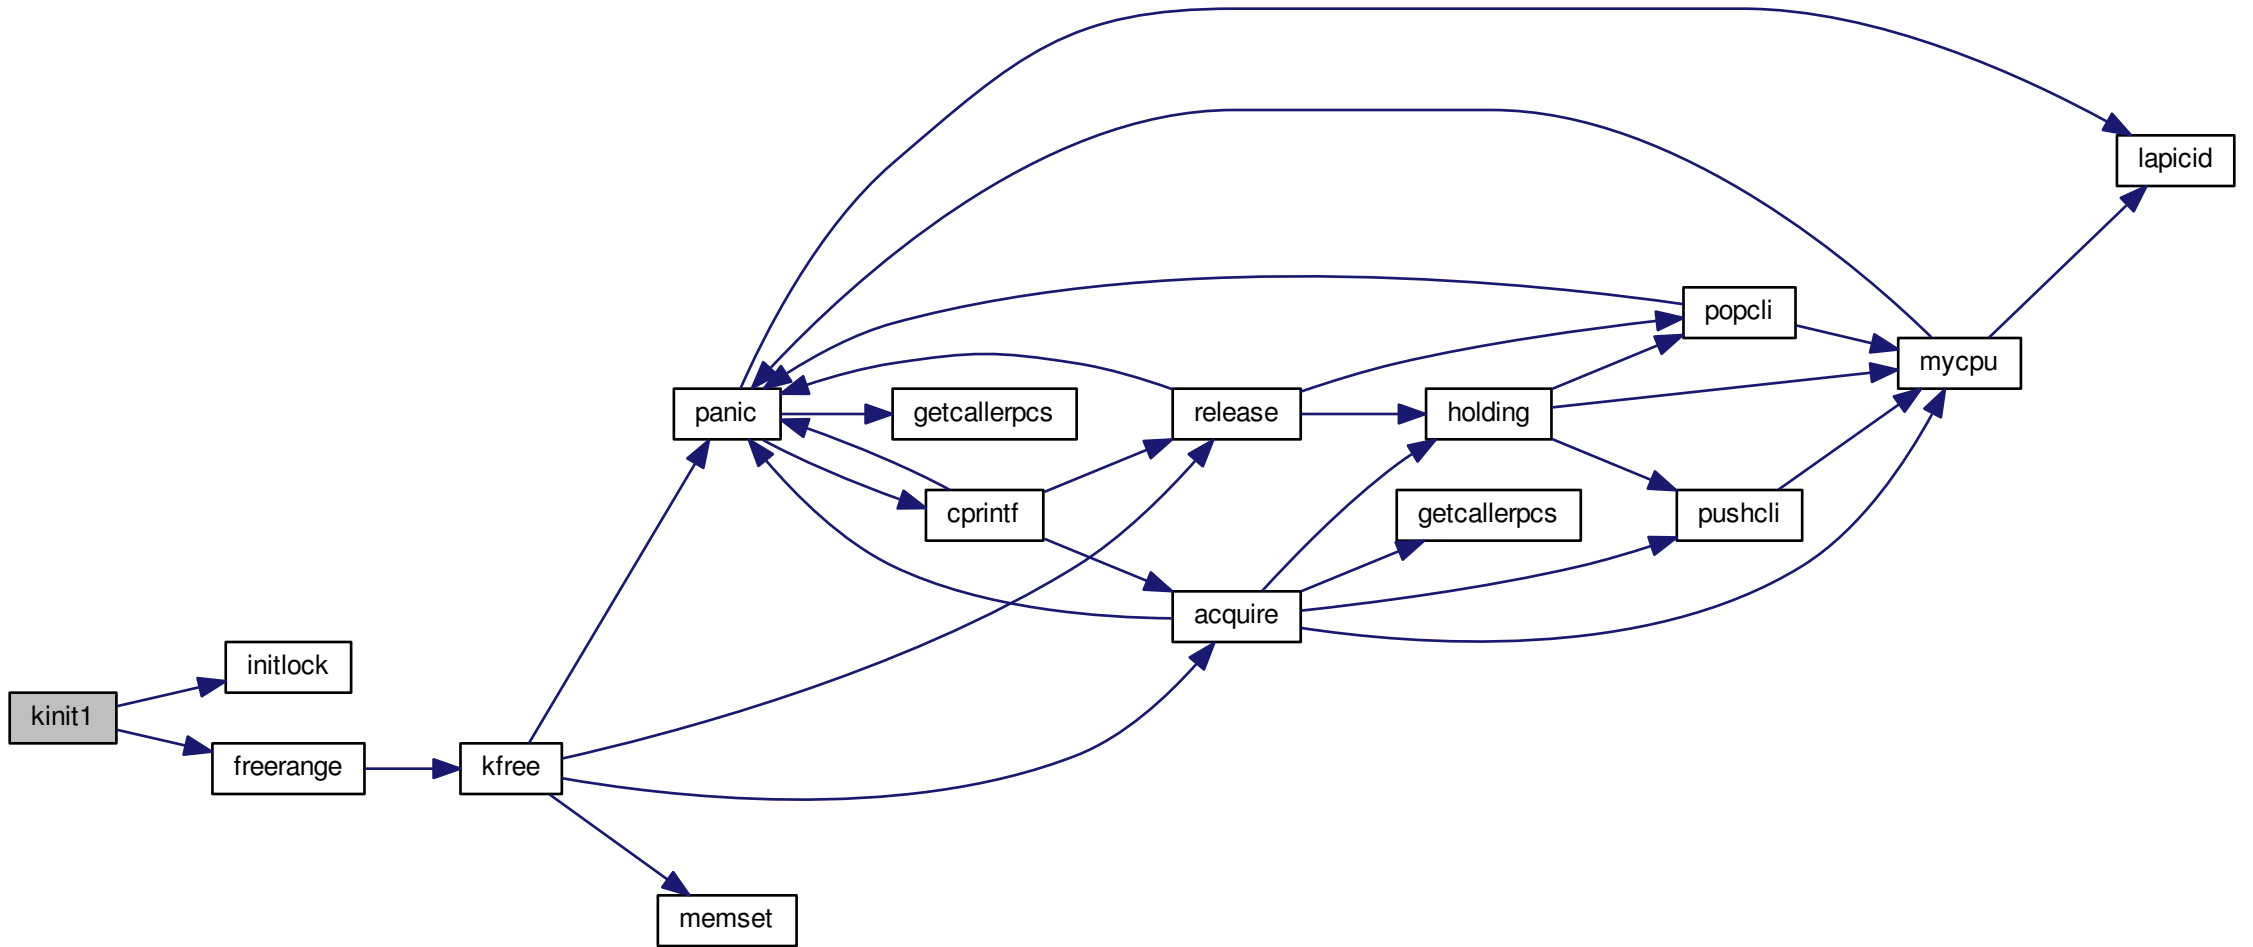 lapicid
popcli
mycpu
panic
getcallerpcs
release
holding
cprintf
getcallerpcs
pushcli
acquire
initlock
kinit1
freerange
kfree
memset